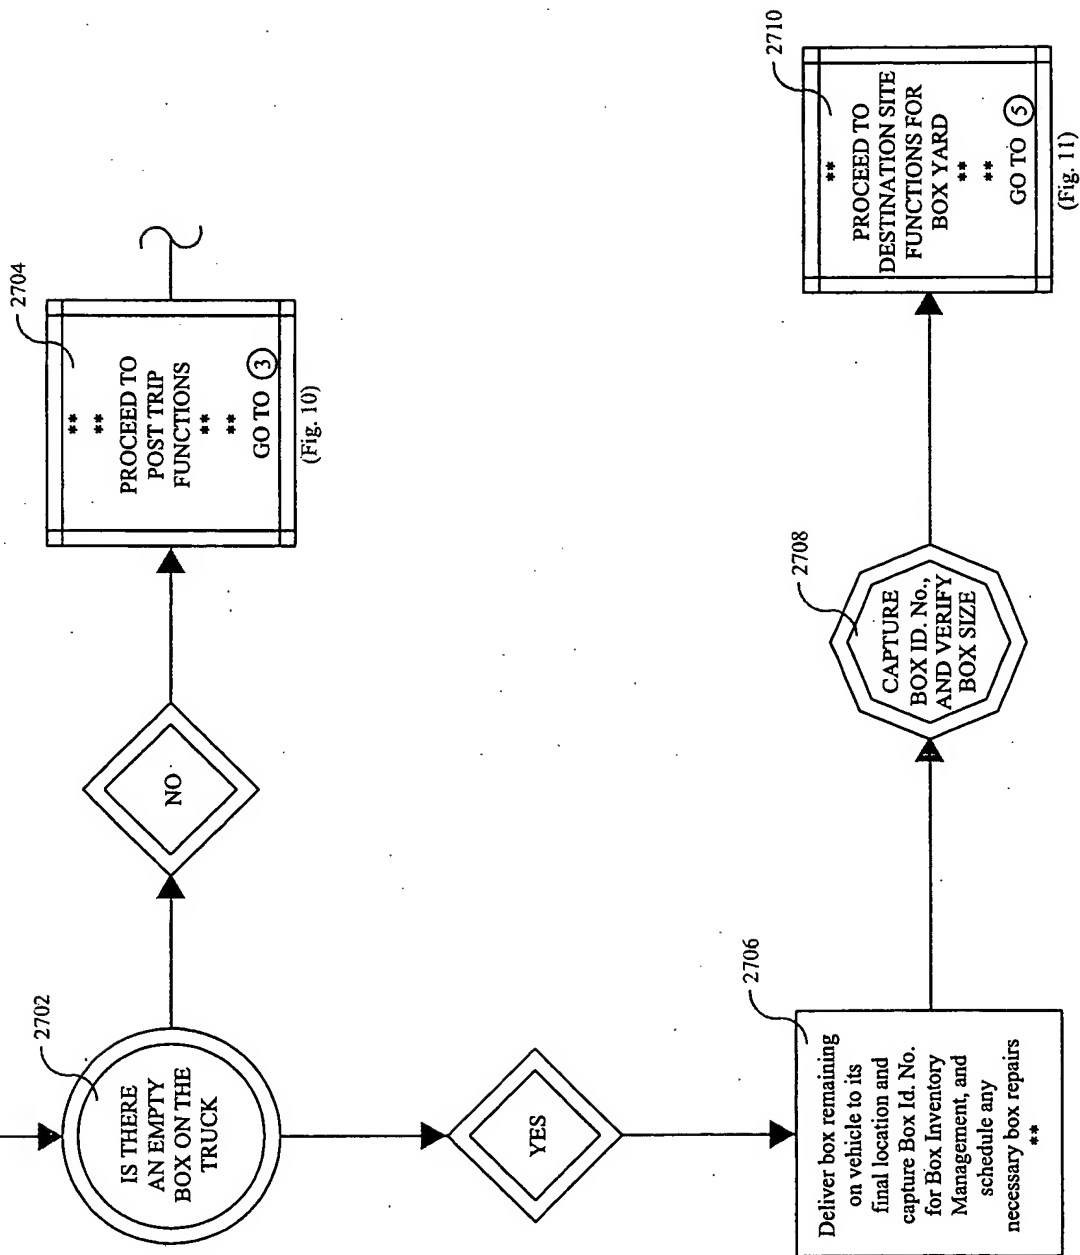 2702
IS THERE
AN EMPTY
BOX ON THE
TRUCK
NO
2704
**
**
PROCEED TO
POST TRIP
FUNCTIONS
**
**
GO TO 3
(Fig. 10)
YES
2706
Deliver box remaining
on vehicle to its
final location and
capture Box Id. No.
for Box Inventory
Management, and
schedule any
necessary box repairs
**
2708
CAPTURE
BOX ID. No.,
AND VERIFY
BOX SIZE
2710
**
PROCEED TO
DESTINATION SITE
FUNCTIONS FOR
BOX YARD
**
**
GO TO 5
(Fig. 11)